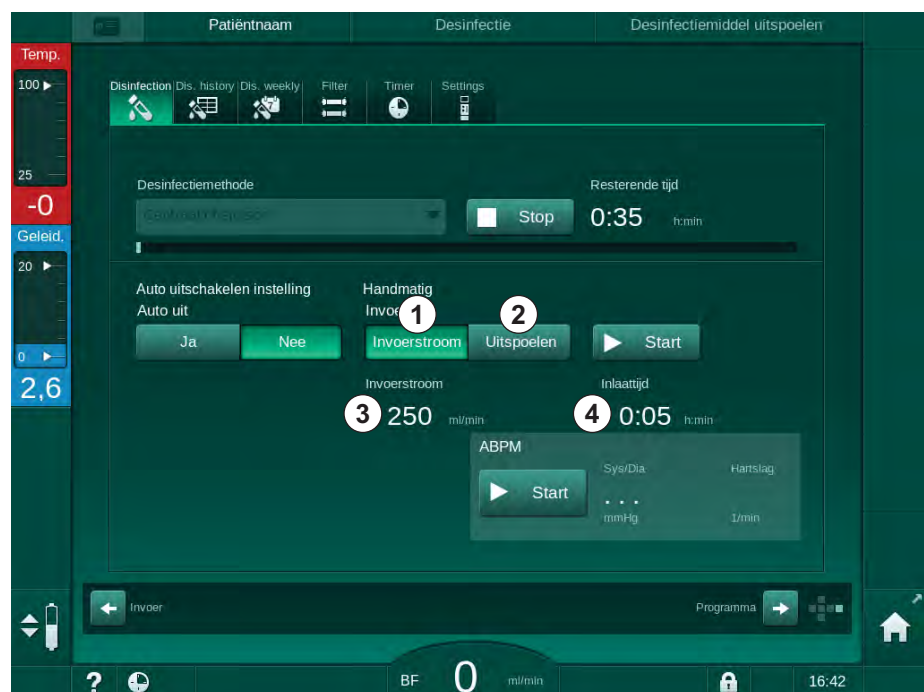 Patiëntnaam Desinfectie Desinfectiemiddel uitspoelen
Temp.
100
25
-0
Geleid.
20
0
2,6
Disinfection Dis. history Dis. weekly Filter Timer Settings
7
Desinfectiemethode
Resterende tijd
Stop
0:35 h:min
Auto uitschakelen instelling
Auto uit
Ja Nee
Handmatig
1 2
Invoerstroom Uitspoelen
Start
Invoerstroom
3 250 ml/min
Inlaattijd
4 0:05 h:min
ABPM
Start
Sys/Dia Hartslag
. . .
mmHg 1/min
Invoer
Programma
? BF 0 ml/min 16:42